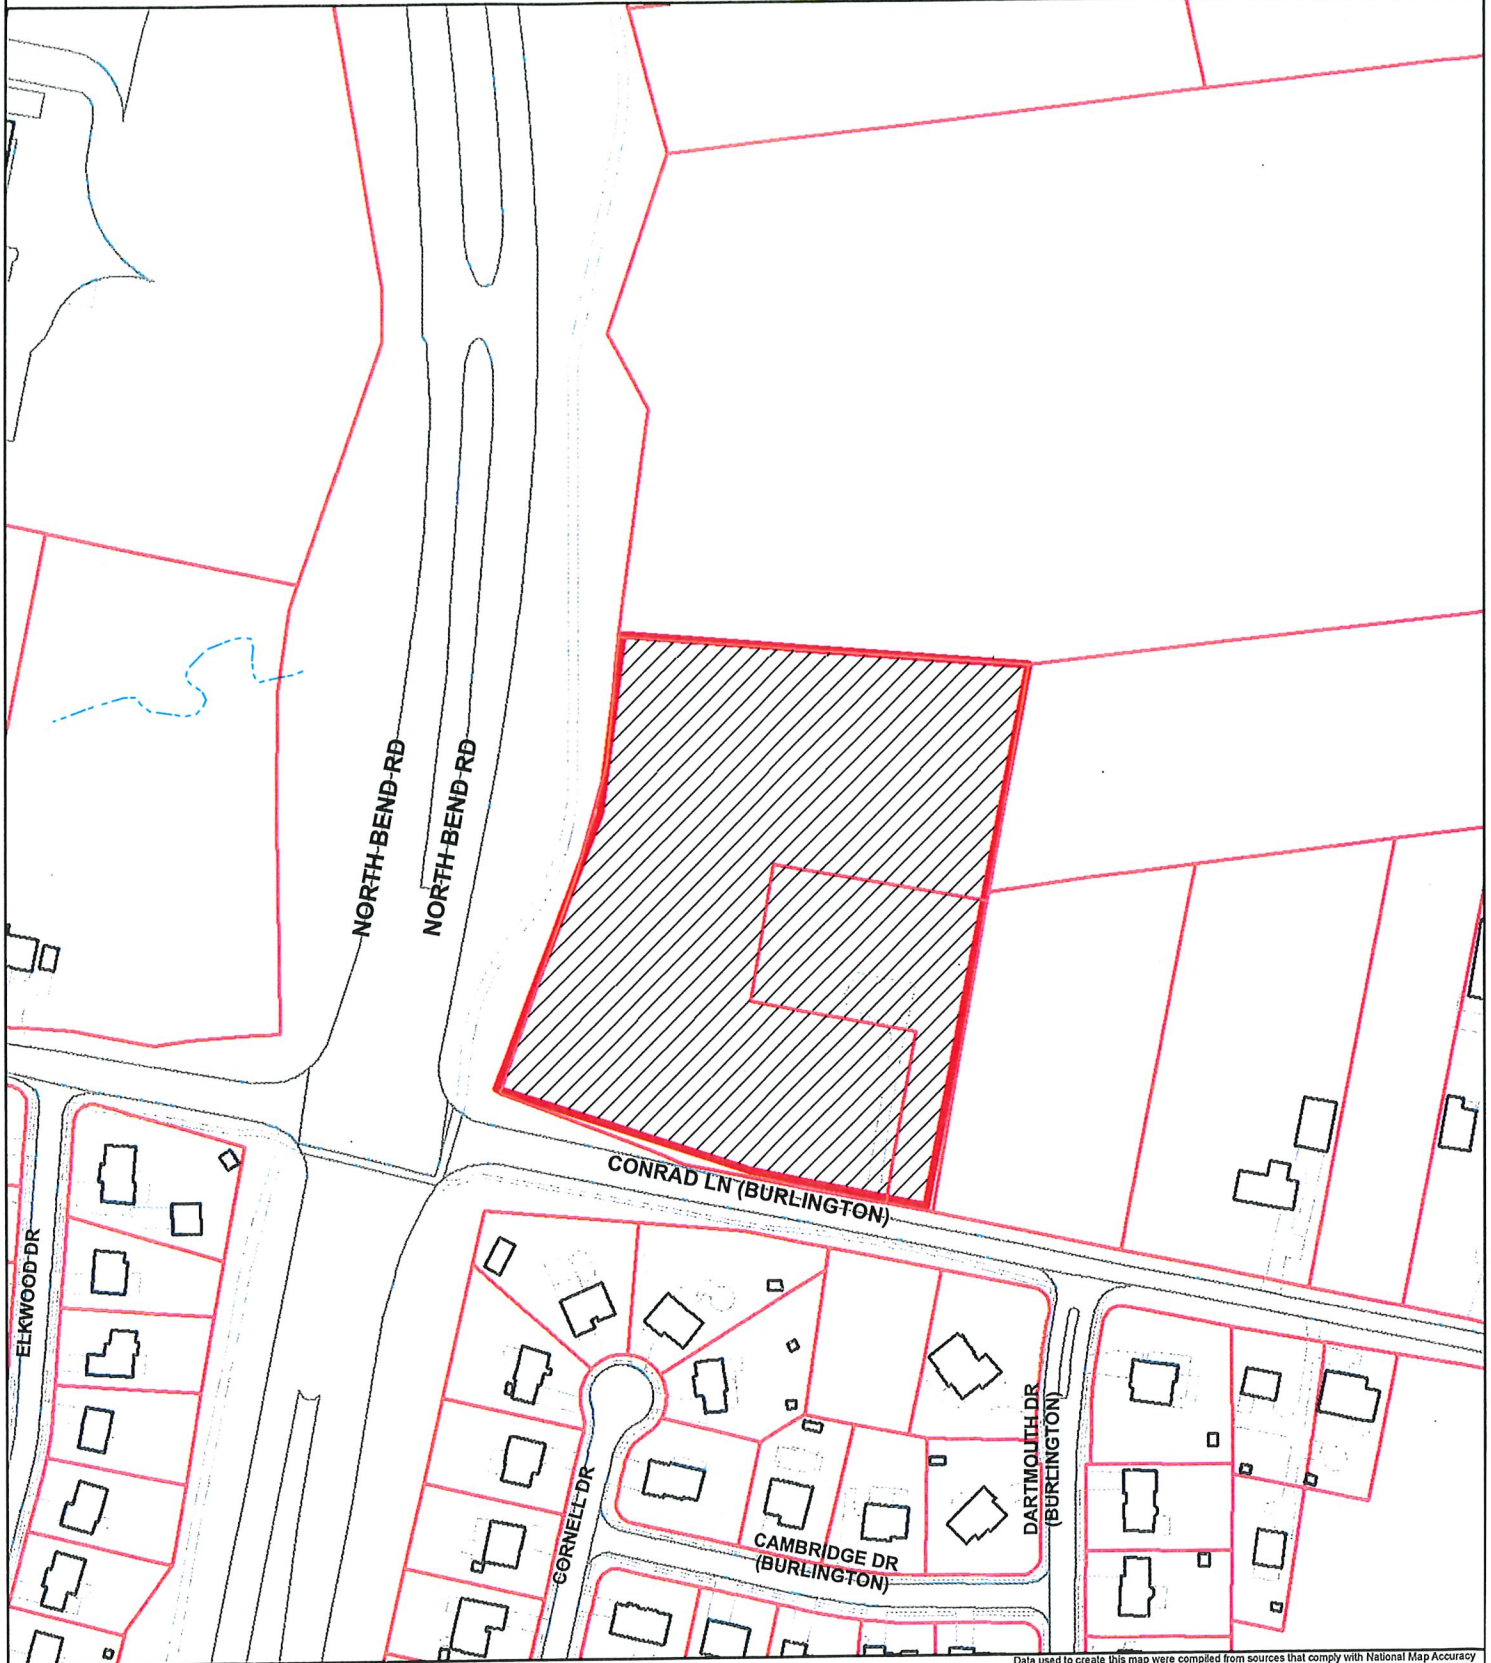 NORTH BEND RD
NORTH BEND RD
CONRAD LN (BURLINGTON)
ELKWOOD DR
CORNELL DR
DARTMOUTH DR
(BURLINGTON)
CAMBRIDGE DR
(BURLINGTON)
Data used to create this map were compiled from sources that comply with National Map Accuracy